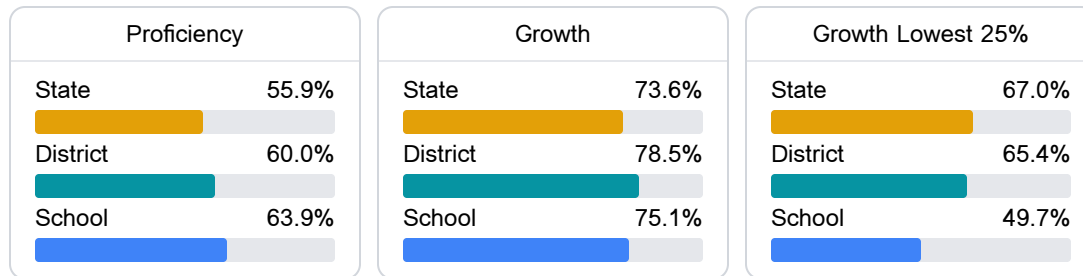 Proficiency
State 55.9%
District 60.0%
School 63.9%
Growth
State 73.6%
District 78.5%
School 75.1%
Growth Lowest 25%
State 67.0%
District 65.4%
School 49.7%